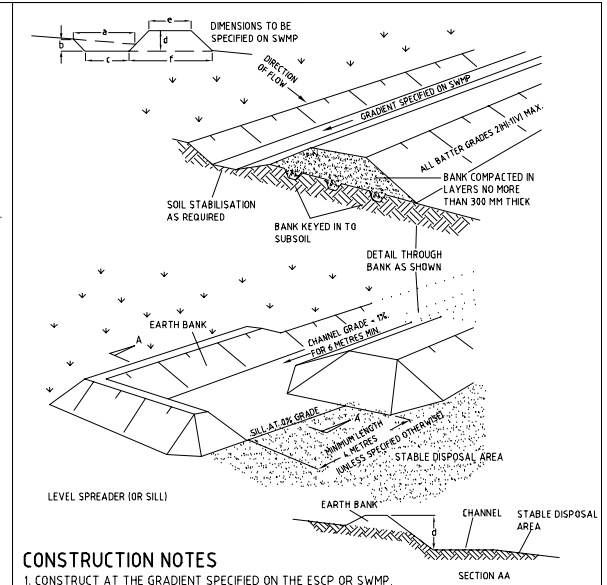 e
a
b
d
c
f
DIMENSIONS TO BE
SPECIFIED ON SWMP
DIRECTION
OF FLOW
GRADIENT SPECIFIED ON SWMP
ALL BATTER GRADES 2(H):1(V) MAX.
BANK COMPACTED IN
LAYERS NO MORE
THAN 300 MM THICK
SOIL STABILISATION
AS REQUIRED
BANK KEYED IN TO
SUBSOIL
DETAIL THROUGH
BANK AS SHOWN
EARTH BANK
A
CHANNEL GRADE < 1%.
FOR 6 METRES MIN.
SILL AT 0% GRADE
A
MINIMUM LENGTH
4 METRES
(UNLESS SPECIFIED OTHERWISE)
STABLE DISPOSAL AREA
LEVEL SPREADER (OR SILL)
EARTH BANK
d
CHANNEL
STABLE DISPOSAL
AREA
SECTION AA
CONSTRUCTION NOTES
1. CONSTRUCT AT THE GRADIENT SPECIFIED ON THE ESCP OR SWMP.